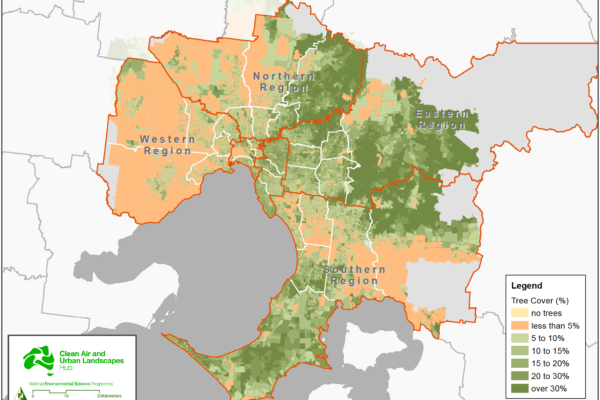 Northern
Region
Eastern
Region
Western
Region
Southern
Region
Legend
Tree Cover (%)
no trees
less than 5%
5 to 10%
10 to 15%
15 to 20%
20 to 30%
over 30%
Clean Air and
Urban Landscapes
HUB
National Environmental Science Programme
N
0 10 20 Kilometers